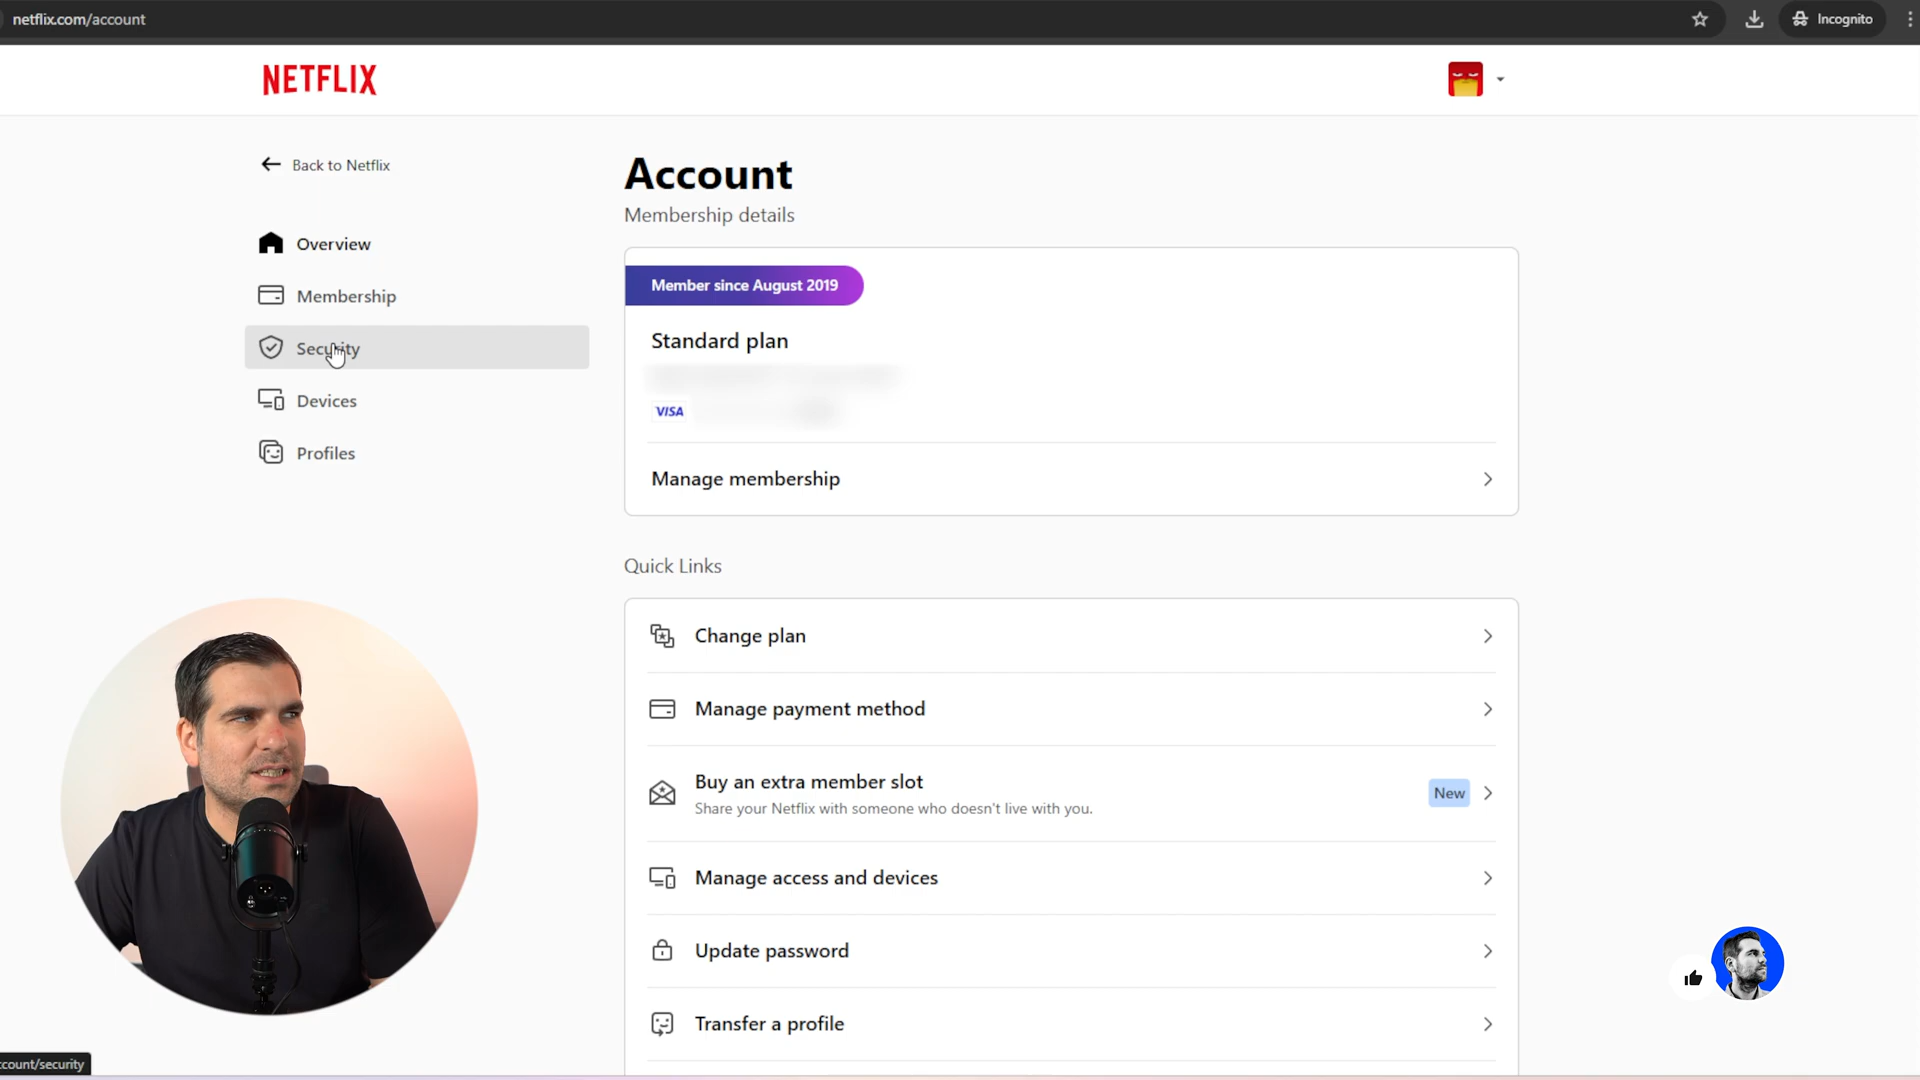 netflix.com/account
Incognito
NETFLIX
Back to Netflix
Overview
Membership
Security
Devices
Profiles
Account
Membership details
Member since August 2019
Standard plan
VISA
Manage membership
Quick Links
Change plan
Manage payment method
Buy an extra member slot
Share your Netflix with someone who doesn't live with you.
New
Manage access and devices
Update password
Transfer a profile
ccount/security